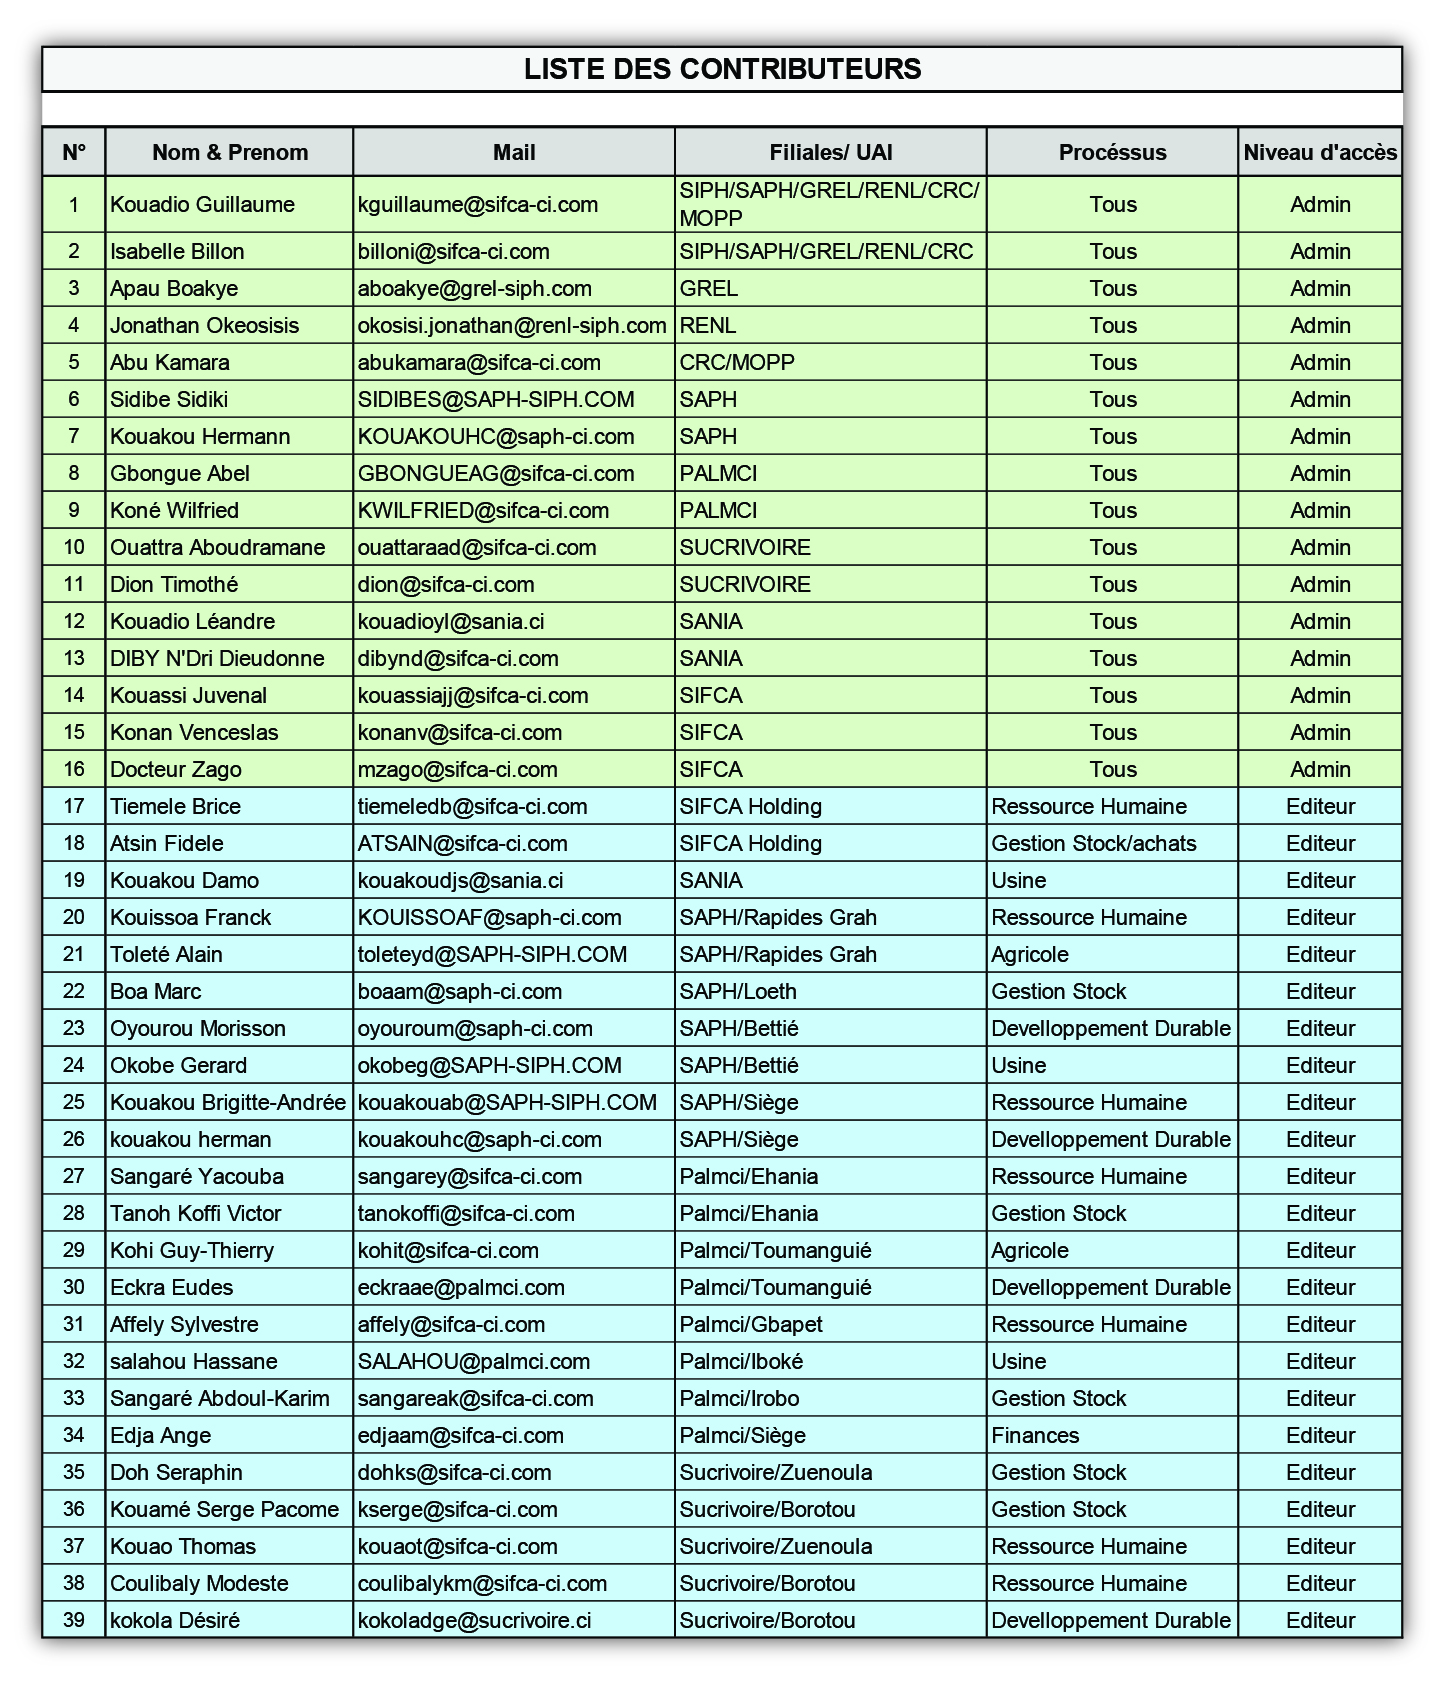 LISTE DES CONTRIBUTEURS
N° Nom & Prenom Mail Filiales/ UAI Procéssus Niveau d'accès
1 Kouadio Guillaume kguillaume@sifca-ci.com SIPH/SAPH/GREL/RENL/CRC/ Tous Admin
MOPP
2 Isabelle Billon billoni@sifca-ci.com SIPH/SAPH/GREL/RENL/CRC Tous Admin
3 Apau Boakye aboakye@grel-siph.com GREL Tous Admin
4 Jonathan Okeosisis okosisi.jonathan@renl-siph.com RENL Tous Admin
5 Abu Kamara abukamara@sifca-ci.com CRC/MOPP Tous Admin
6 Sidibe Sidiki SIDIBES@SAPH-SIPH.COM SAPH Tous Admin
7 Kouakou Hermann KOUAKOUHC@saph-ci.com SAPH Tous Admin
8 Gbongue Abel GBONGUEAG@sifca-ci.com PALMCI Tous Admin
9 Koné Wilfried KWILFRIED@sifca-ci.com PALMCI Tous Admin
10 Ouattra Aboudramane ouattaraad@sifca-ci.com SUCRIVOIRE Tous Admin
11 Dion Timothé dion@sifca-ci.com SUCRIVOIRE Tous Admin
12 Kouadio Léandre kouadioyl@sania.ci SANIA Tous Admin
13 DIBY N'Dri Dieudonne dibynd@sifca-ci.com SANIA Tous Admin
14 Kouassi Juvenal kouassiajj@sifca-ci.com SIFCA Tous Admin
15 Konan Venceslas konanv@sifca-ci.com SIFCA Tous Admin
16 Docteur Zago mzago@sifca-ci.com SIFCA Tous Admin
17 Tiemele Brice tiemeledb@sifca-ci.com SIFCA Holding Ressource Humaine Editeur
18 Atsin Fidele ATSAIN@sifca-ci.com SIFCA Holding Gestion Stock/achats Editeur
19 Kouakou Damo kouakoudjs@sania.ci SANIA Usine Editeur
20 Kouissoa Franck KOUISSOAF@saph-ci.com SAPH/Rapides Grah Ressource Humaine Editeur
21 Toleté Alain toleteyd@SAPH-SIPH.COM SAPH/Rapides Grah Agricole Editeur
22 Boa Marc boaam@saph-ci.com SAPH/Loeth Gestion Stock Editeur
23 Oyourou Morisson oyouroum@saph-ci.com SAPH/Bettié Develloppement Durable Editeur
24 Okobe Gerard okobeg@SAPH-SIPH.COM SAPH/Bettié Usine Editeur
25 Kouakou Brigitte-Andrée kouakouab@SAPH-SIPH.COM SAPH/Siège Ressource Humaine Editeur
26 kouakou herman kouakouhc@saph-ci.com SAPH/Siège Develloppement Durable Editeur
27 Sangaré Yacouba sangarey@sifca-ci.com Palmci/Ehania Ressource Humaine Editeur
28 Tanoh Koffi Victor tanokoffi@sifca-ci.com Palmci/Ehania Gestion Stock Editeur
29 Kohi Guy-Thierry kohit@sifca-ci.com Palmci/Toumanguié Agricole Editeur
30 Eckra Eudes eckraae@palmci.com Palmci/Toumanguié Develloppement Durable Editeur
31 Affely Sylvestre affely@sifca-ci.com Palmci/Gbapet Ressource Humaine Editeur
32 salahou Hassane SALAHOU@palmci.com Palmci/Iboké Usine Editeur
33 Sangaré Abdoul-Karim sangareak@sifca-ci.com Palmci/Irobo Gestion Stock Editeur
34 Edja Ange edjaam@sifca-ci.com Palmci/Siège Finances Editeur
35 Doh Seraphin dohks@sifca-ci.com Sucrivoire/Zuenoula Gestion Stock Editeur
36 Kouamé Serge Pacome kserge@sifca-ci.com Sucrivoire/Borotou Gestion Stock Editeur
37 Kouao Thomas kouaot@sifca-ci.com Sucrivoire/Zuenoula Ressource Humaine Editeur
38 Coulibaly Modeste coulibalykm@sifca-ci.com Sucrivoire/Borotou Ressource Humaine Editeur
39 kokola Désiré kokoladge@sucrivoire.ci Sucrivoire/Borotou Develloppement Durable Editeur